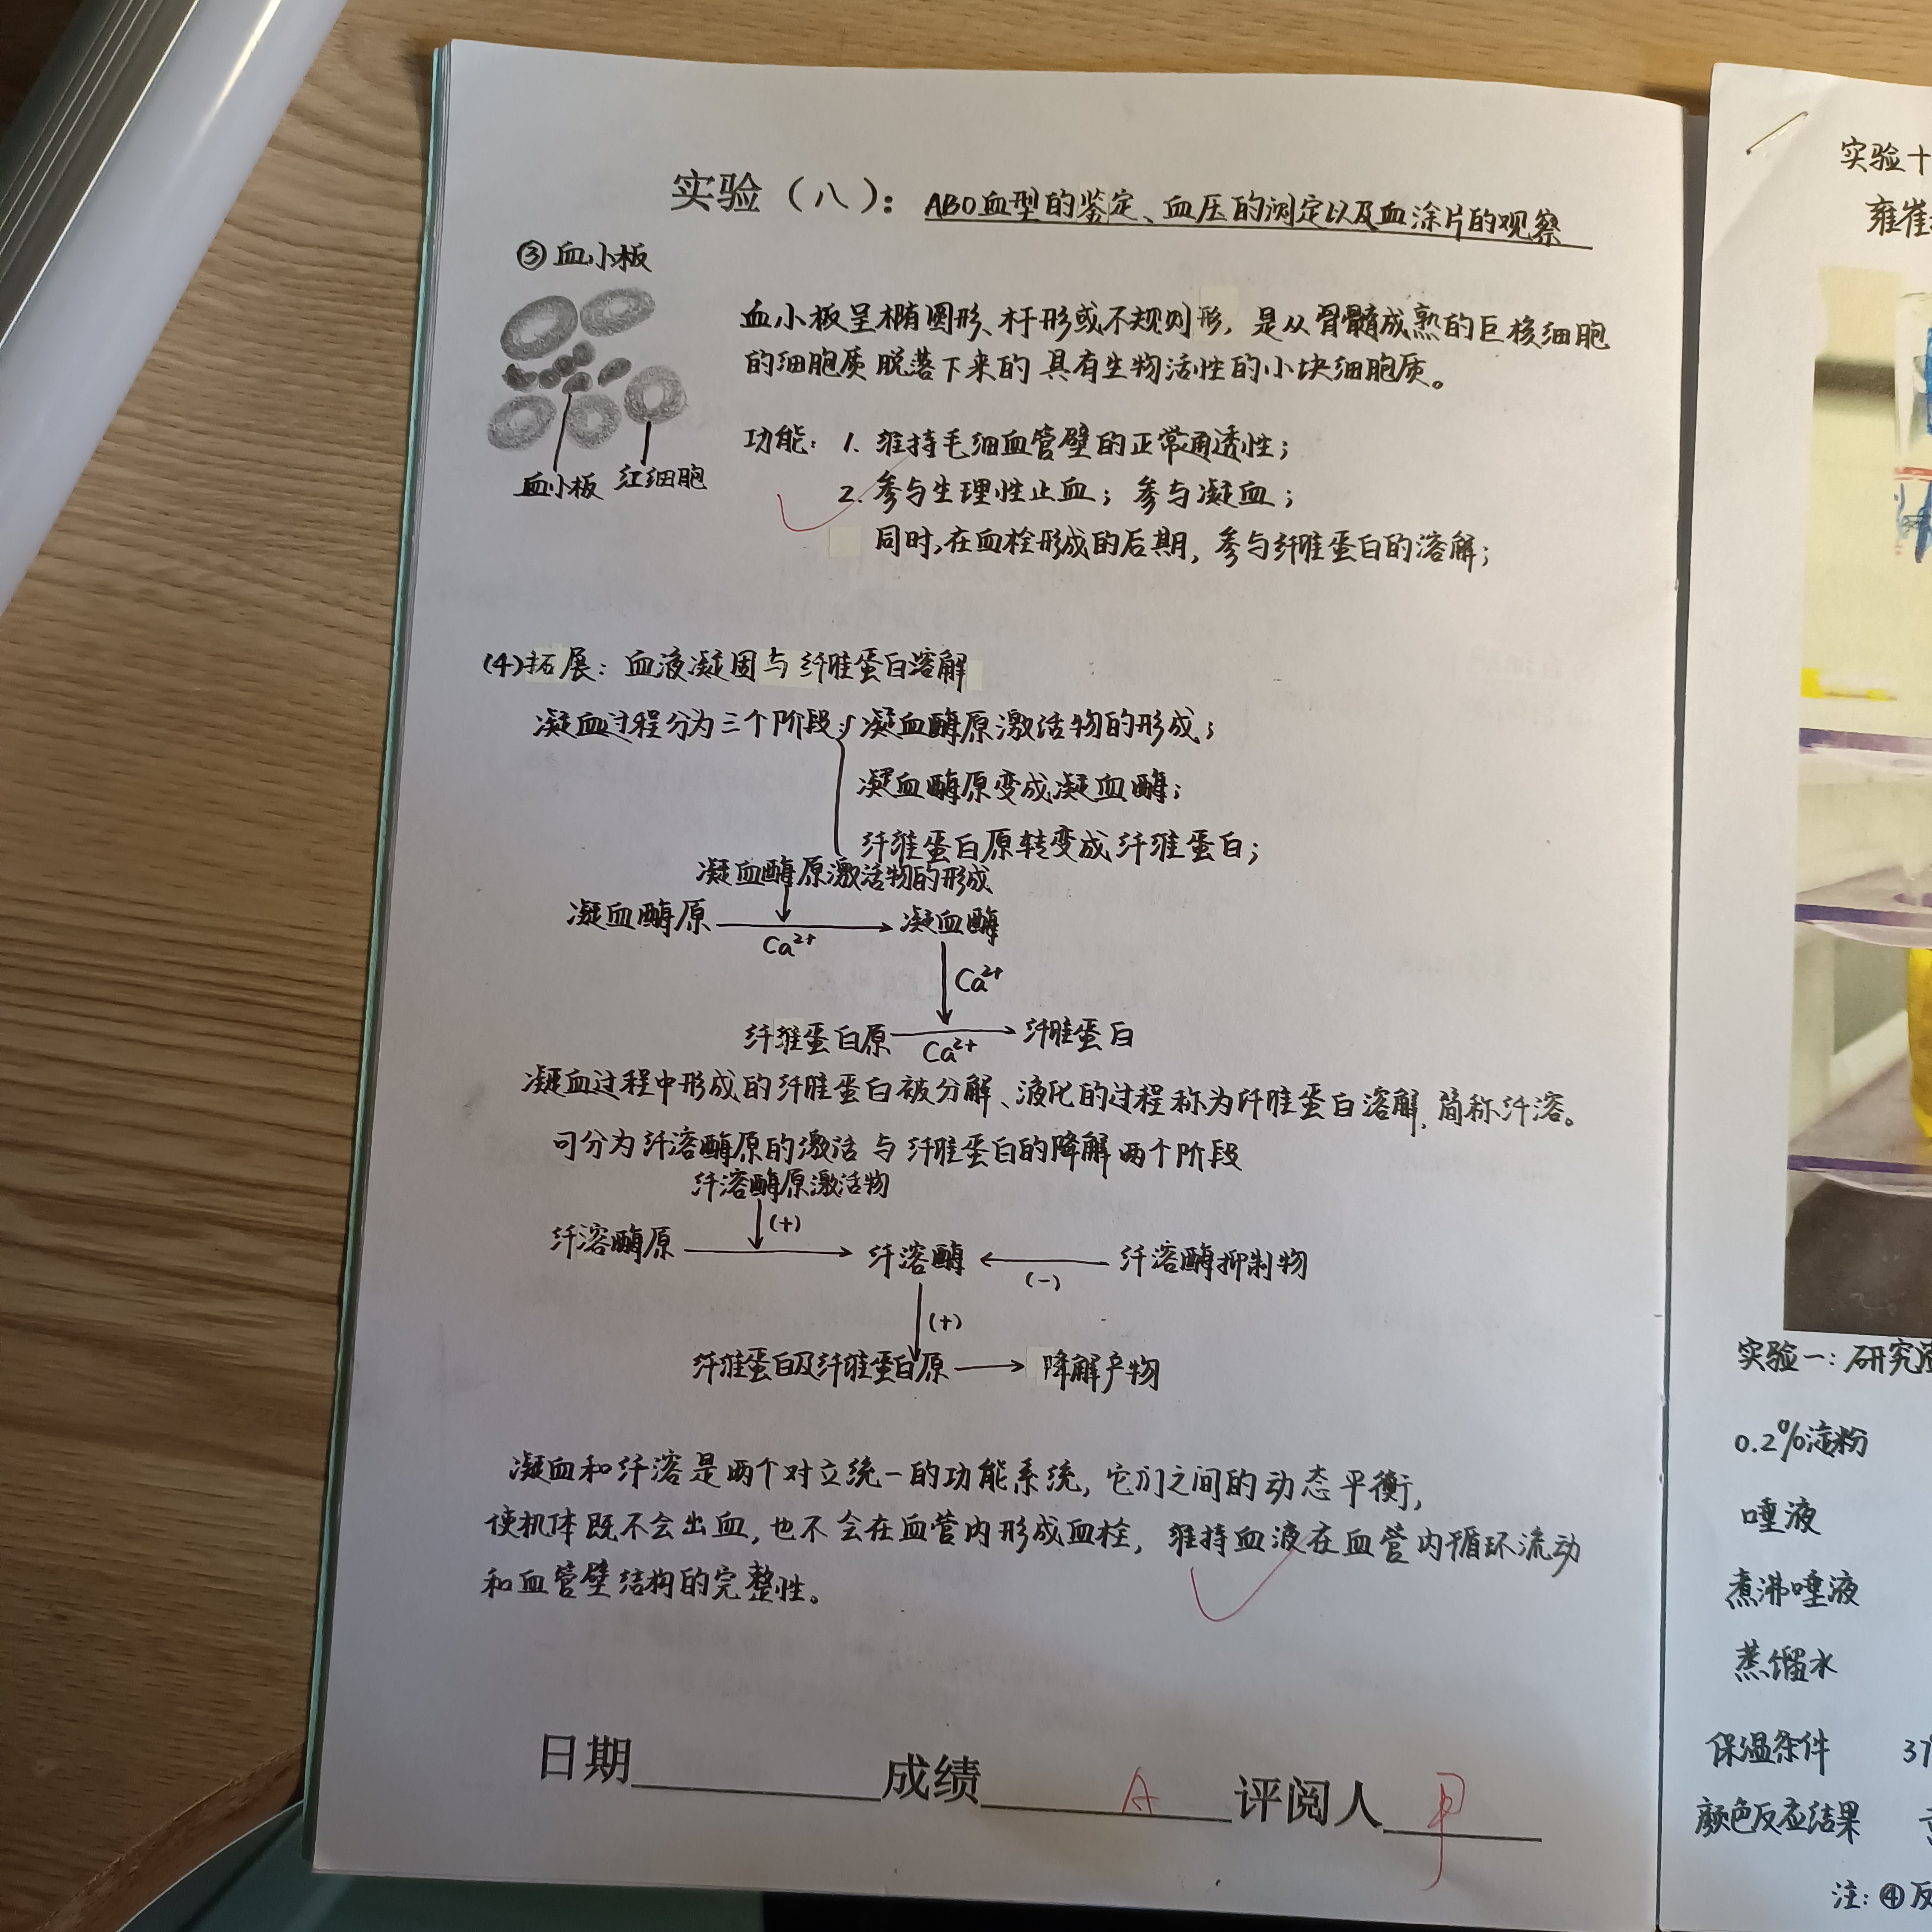 实验（八）：ABO血型的鉴定、血压的测定以及血涂片的观察
③血小板
血小板 红细胞
血小板呈椭圆形、杆形或不规则形，是从骨髓成熟的巨核细胞
的细胞质脱落下来的具有生物活性的小块细胞质。
功能：1. 维持毛细血管壁的正常通透性；
2. 参与生理性止血；参与凝血；
同时，在血栓形成的后期，参与纤维蛋白的溶解；
(4)拓展：血液凝固与纤维蛋白溶解
凝血过程分为三个阶段 凝血酶原激活物的形成；
凝血酶原变成凝血酶；
纤维蛋白原转变成纤维蛋白；
凝血酶原激活物的形成
凝血酶原 → 凝血酶
Ca²⁺
Ca²⁺
纤维蛋白原 → 纤维蛋白
Ca²⁺
凝血过程中形成的纤维蛋白被分解、液化的过程称为纤维蛋白溶解，简称纤溶。
可分为纤溶酶原的激活与纤维蛋白的降解两个阶段
纤溶酶原激活物
(+)
纤溶酶原 → 纤溶酶 ← 纤溶酶抑制物
(-)
(+)
纤维蛋白及纤维蛋白原 → 降解产物
凝血和纤溶是两个对立统一的功能系统，它们之间的动态平衡，
使机体既不会出血，也不会在血管内形成血栓，维持血液在血管内循环流动
和血管壁结构的完整性。
日期 成绩 A 评阅人
实验十
雍崔
实验一：研究
0.2%淀粉
唾液
煮沸唾液
蒸馏水
保温条件 37
颜色反应结果
注：④反